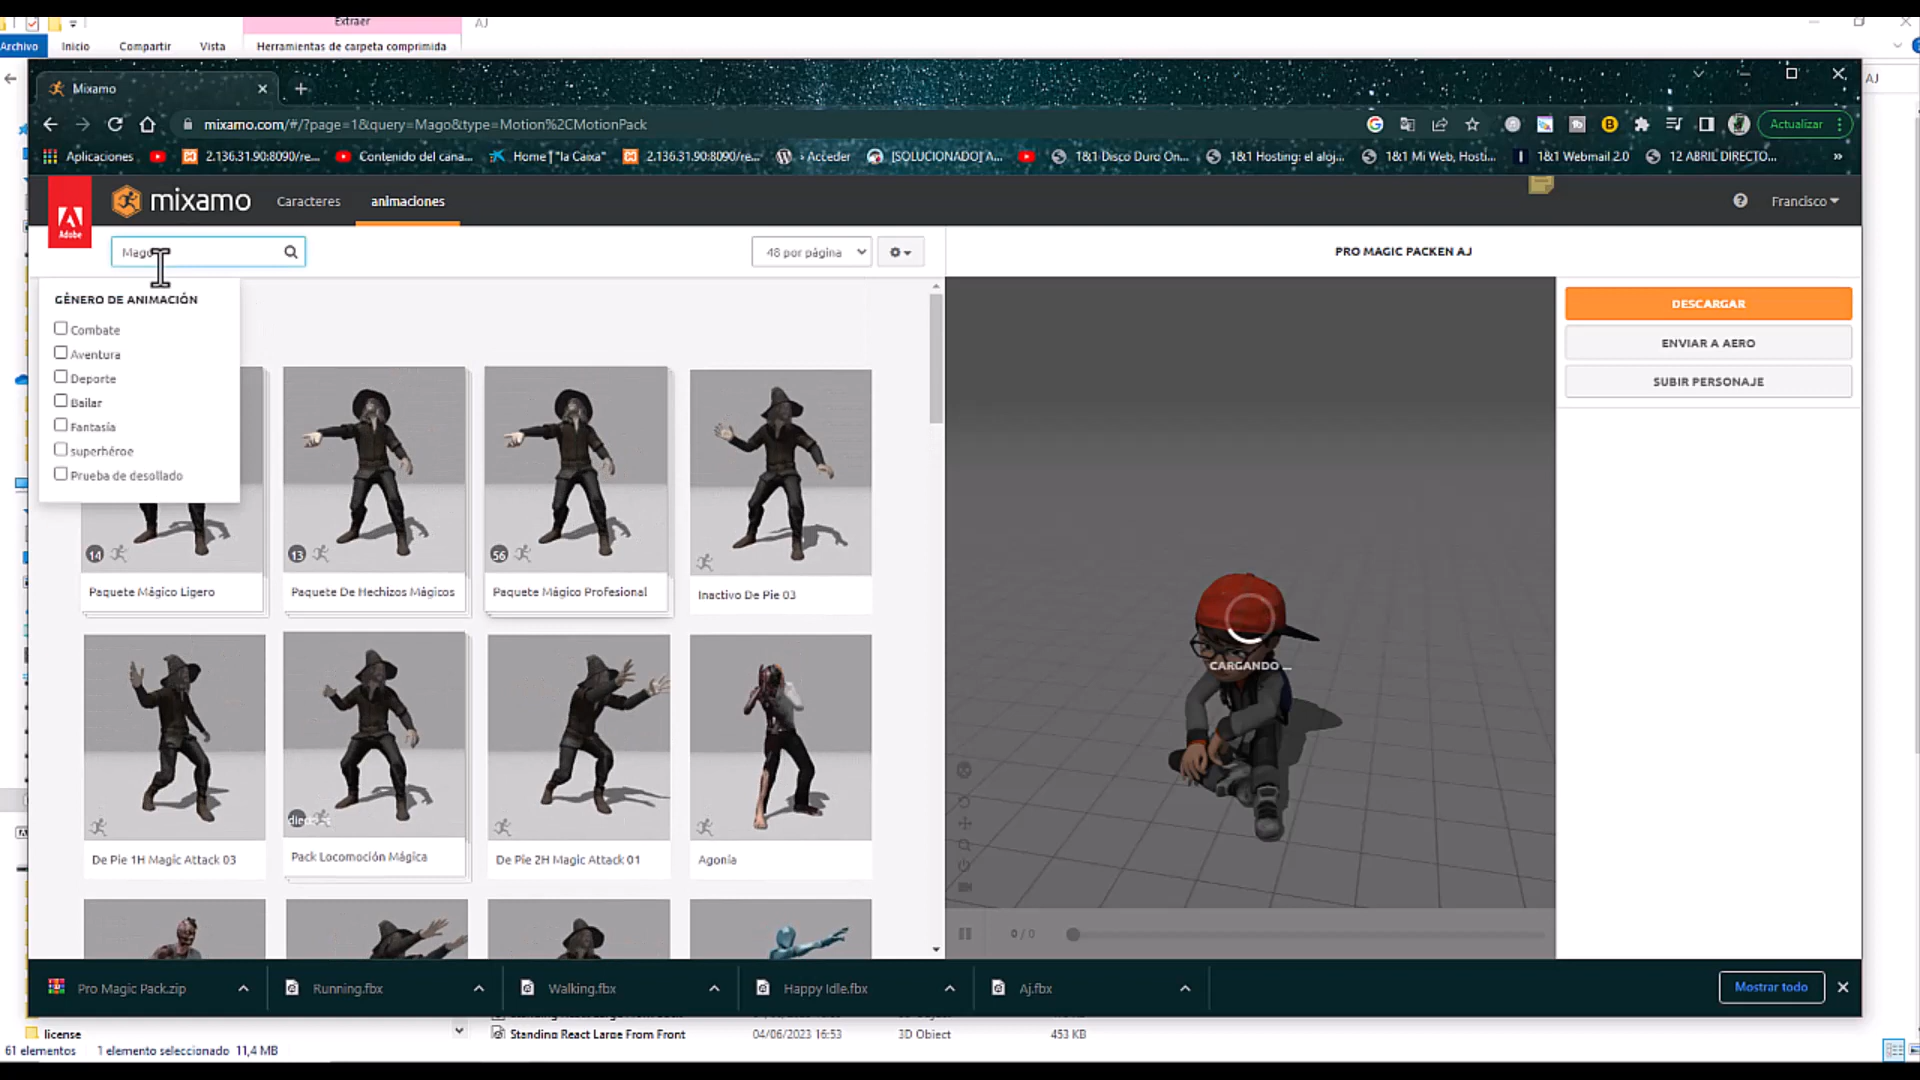 Extraer
AJ
Archivo Inicio Compartir Vista Herramientas de carpeta comprimida
Mixamo
AJ
mixamo.com/#/?page=1&query=Mago&type=Motion%2CMotionPack
Actualizar
Aplicaciones 2.136.31.90:8090/re... Contenido del cana... Home | "la Caixa" 2.136.31.90:8090/re... Acceder [SOLUCIONADO] A... 1&1 Disco Duro On... 1&1 Hosting: el aloj... 1&1 Mi Web, Hosti... 1&1 Webmail 2.0 12 ABRIL DIRECTO... »
Adobe
mixamo Caracteres animaciones
Francisco
Mago
48 por página
PRO MAGIC PACKEN AJ
GÉNERO DE ANIMACIÓN
Combate
Aventura
Deporte
Bailar
Fantasía
superhéroe
Prueba de desollado
DESCARGAR
ENVIAR A AERO
SUBIR PERSONAJE
14 13 56
Paquete Mágico Ligero Paquete De Hechizos Mágicos Paquete Mágico Profesional Inactivo De Pie 03
CARGANDO ...
De Pie 1H Magic Attack 03 Pack Locomoción Mágica De Pie 2H Magic Attack 01 Agonía
0 / 0
Pro Magic Pack.zip Running.fbx Walking.fbx Happy Idle.fbx Aj.fbx Mostrar todo
license Standing React Large From Front 04/06/2023 16:53 3D Object 453 KB
61 elementos 1 elemento seleccionado 11,4 MB